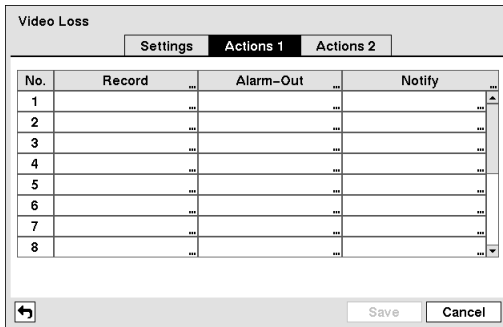 Video Loss
Settings Actions 1 Actions 2
No. Record ... Alarm-Out ... Notify ...
1 ... ... ...
2 ... ... ...
3 ... ... ...
4 ... ... ...
5 ... ... ...
6 ... ... ...
7 ... ... ...
8 ... ... ...
Save Cancel